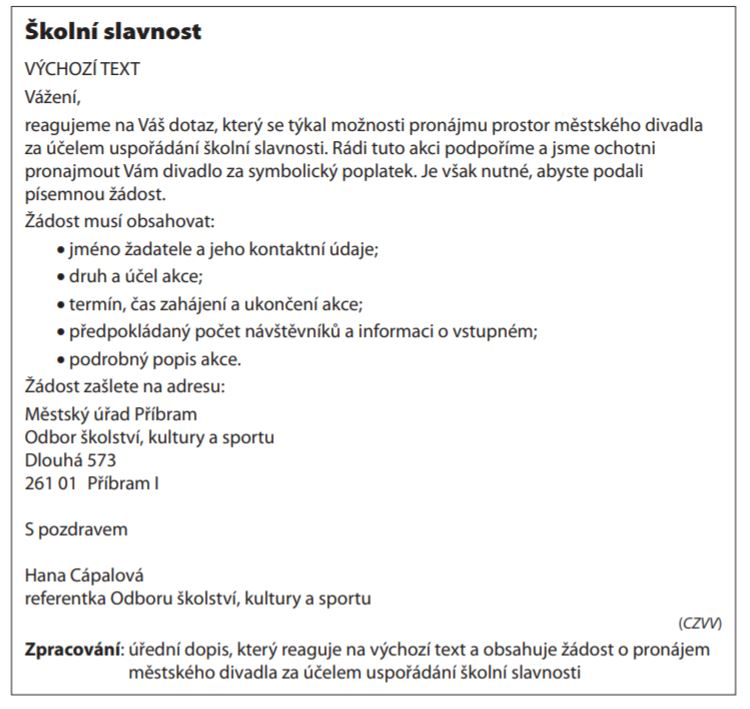 Školní slavnost
VÝCHOZÍ TEXT
Vážení,
reagujeme na Váš dotaz, který se týkal možnosti pronájmu prostor městského divadla
za účelem uspořádání školní slavnosti. Rádi tuto akci podpoříme a jsme ochotni
pronajmout Vám divadlo za symbolický poplatek. Je však nutné, abyste podali
písemnou žádost.
Žádost musí obsahovat:
• jméno žadatele a jeho kontaktní údaje;
• druh a účel akce;
• termín, čas zahájení a ukončení akce;
• předpokládaný počet návštěvníků a informaci o vstupném;
• podrobný popis akce.
Žádost zašlete na adresu:
Městský úřad Příbram
Odbor školství, kultury a sportu
Dlouhá 573
261 01 Příbram I
S pozdravem
Hana Cápalová
referentka Odboru školství, kultury a sportu
(CZVV)
Zpracování: úřední dopis, který reaguje na výchozí text a obsahuje žádost o pronájem
městského divadla za účelem uspořádání školní slavnosti